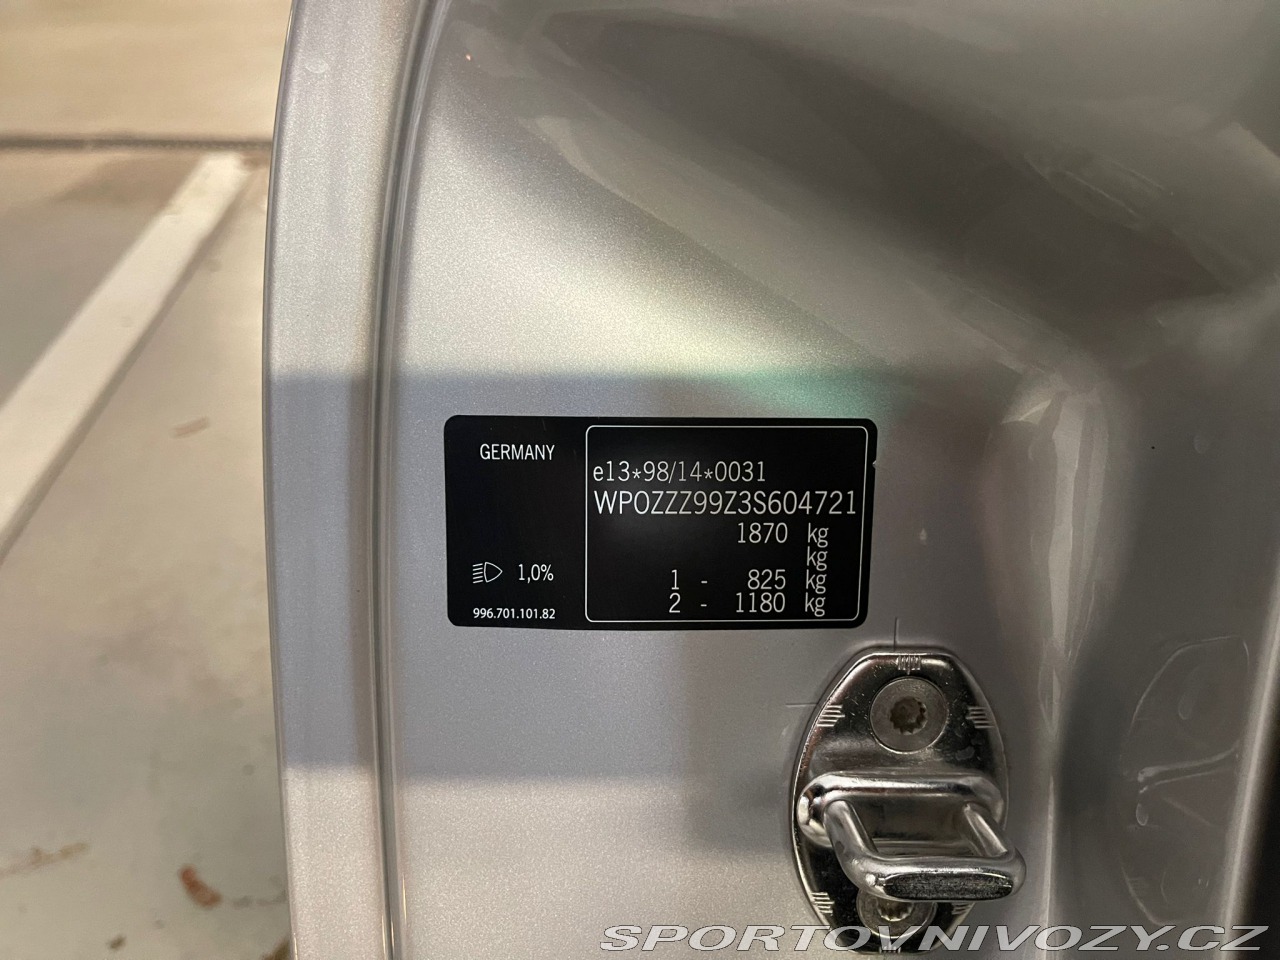 GERMANY
e13*98/14*0031
WP0ZZZ99Z3S604721
1870 kg
kg
1 - 825 kg
2 - 1180 kg
1,0%
996.701.101.82
SPORTOVNIVOZY.CZ